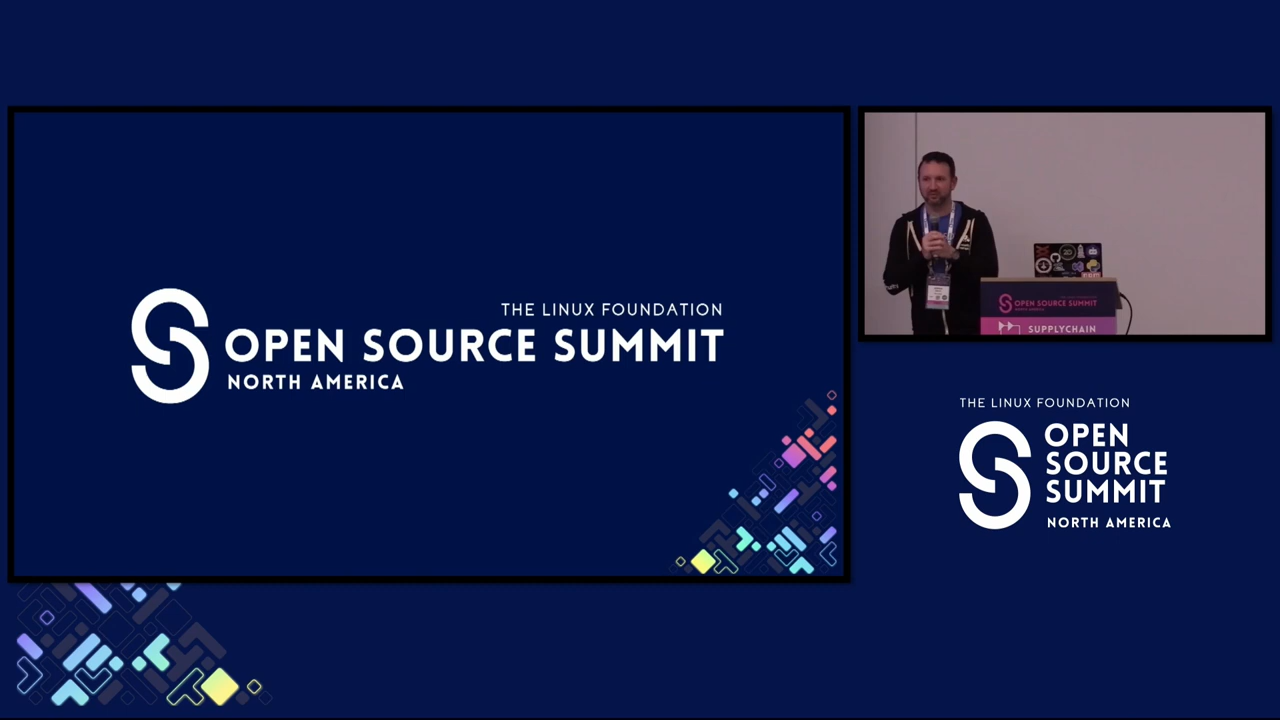 THE LINUX FOUNDATION
OPEN SOURCE SUMMIT
NORTH AMERICA
OPEN SOURCE SUMMIT
SUPPLYCHAIN
THE LINUX FOUNDATION
OPEN
SOURCE
SUMMIT
NORTH AMERICA